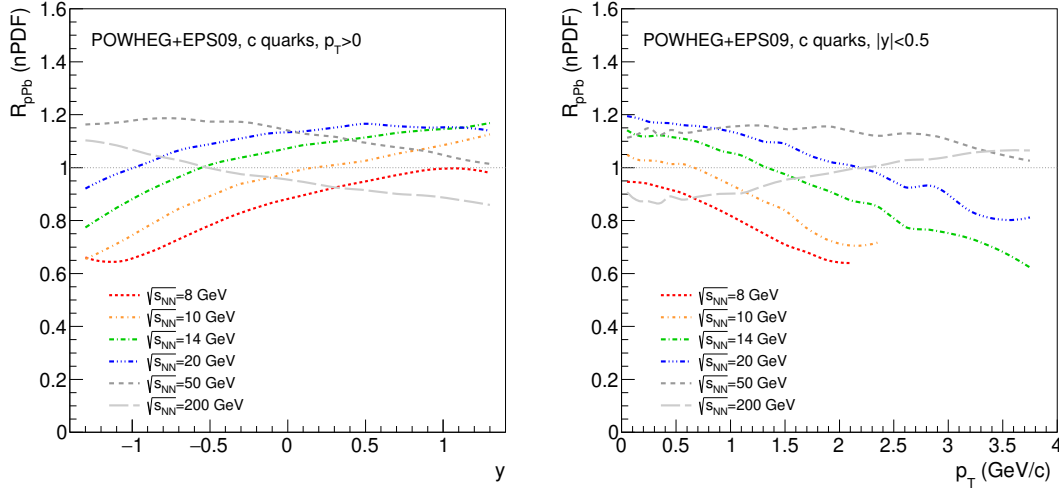 POWHEG+EPS09, c quarks, p_T>0
R_pPb (nPDF)
1.6
1.4
1.2
1
0.8
0.6
0.4
0.2
0
√s_NN=8 GeV
√s_NN=10 GeV
√s_NN=14 GeV
√s_NN=20 GeV
√s_NN=50 GeV
√s_NN=200 GeV
−1 −0.5 0 0.5 1
y
POWHEG+EPS09, c quarks, |y|<0.5
R_pPb (nPDF)
1.6
1.4
1.2
1
0.8
0.6
0.4
0.2
0
√s_NN=8 GeV
√s_NN=10 GeV
√s_NN=14 GeV
√s_NN=20 GeV
√s_NN=50 GeV
√s_NN=200 GeV
0 0.5 1 1.5 2 2.5 3 3.5 4
p_T (GeV/c)